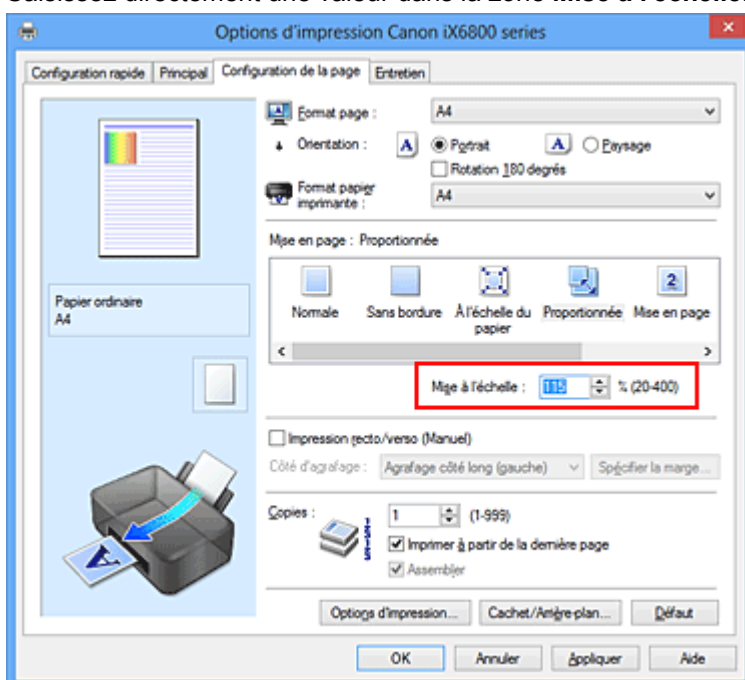 Options d'impression Canon iX6800 series
Configuration rapide Principal Configuration de la page Entretien
Format page : A4
Orientation : A Portrait A Paysage
Rotation 180 degrés
Format papier imprimante : A4
Mise en page : Proportionnée
Normale Sans bordure À l'échelle du papier Proportionnée Mise en page
2
Papier ordinaire
A4
Mise à l'échelle : 115 % (20-400)
Impression recto/verso (Manuel)
Côté d'agrafage : Agrafage côté long (gauche) Spécifier la marge...
Copies : 1 (1-999)
Imprimer à partir de la dernière page
Assembler
A
Options d'impression... Cachet/Arrière-plan... Défaut
OK Annuler Appliquer Aide